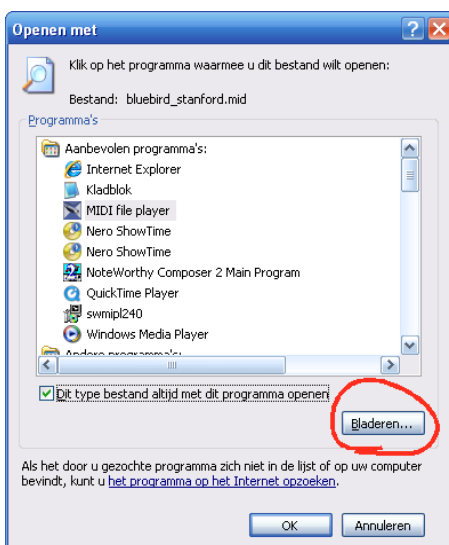 Openen met
Klik op het programma waarmee u dit bestand wilt openen:
Bestand: bluebird_stanford.mid
Programma's
Aanbevolen programma's:
Internet Explorer
Kladblok
MIDI file player
Nero ShowTime
Nero ShowTime
NoteWorthy Composer 2 Main Program
QuickTime Player
swmipl240
Windows Media Player
Andere programma's:
Dit type bestand altijd met dit programma openen
Bladeren...
Als het door u gezochte programma zich niet in de lijst of op uw computer
bevindt, kunt u het programma op het Internet opzoeken.
OK Annuleren